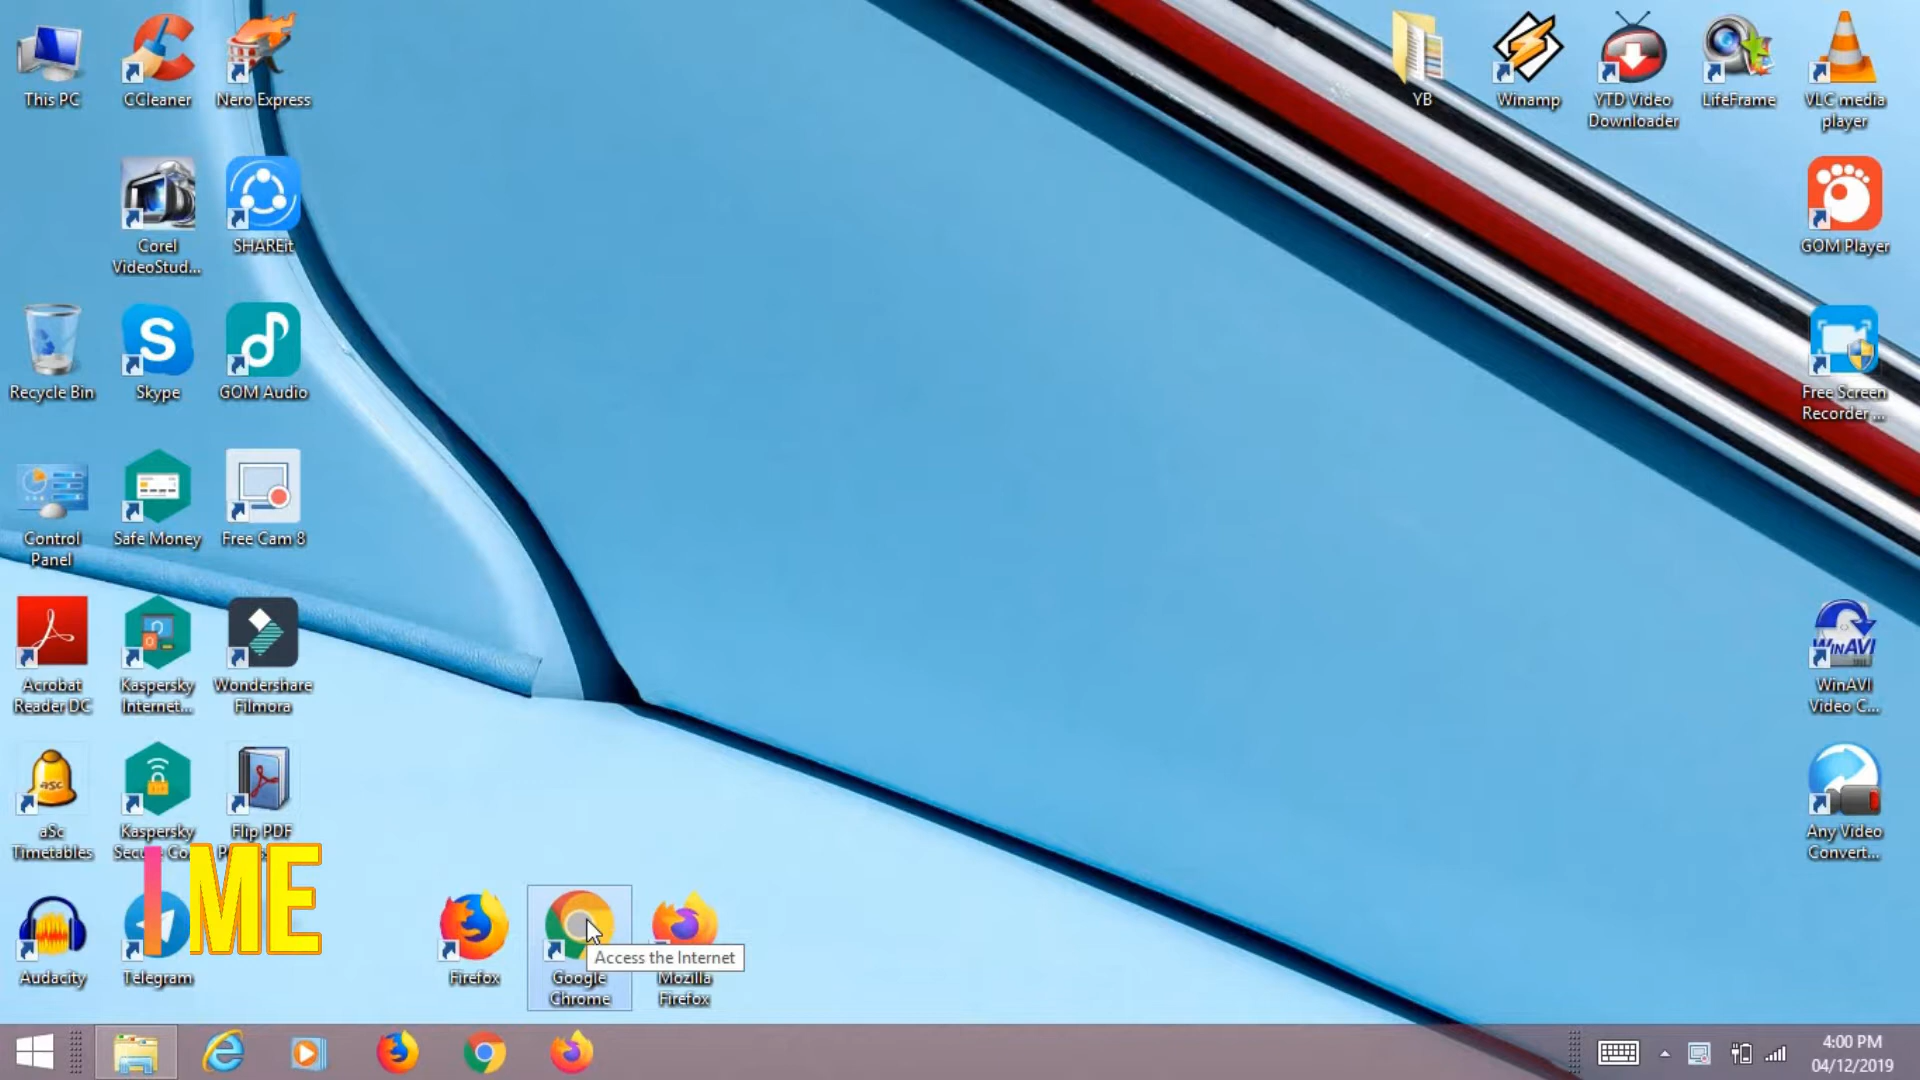 This PC
CCleaner
Nero Express
YB
Winamp
YTD Video
Downloader
LifeFrame
VLC media
player
Corel
VideoStud...
SHAREit
GOM Player
Recycle Bin
Skype
GOM Audio
Free Screen
Recorder ...
Control
Panel
Safe Money
Free Cam 8
Acrobat
Reader DC
Kaspersky
Internet...
Wondershare
Filmora
WinAVI
WinAVI
Video C...
asc
aSc
Timetables
Kaspersky
Flip PDF
Any Video
Convert...
I ME
Audacity
Telegram
Firefox
Google
Chrome
Access the Internet
Mozilla
Firefox
4:00 PM
04/12/2019